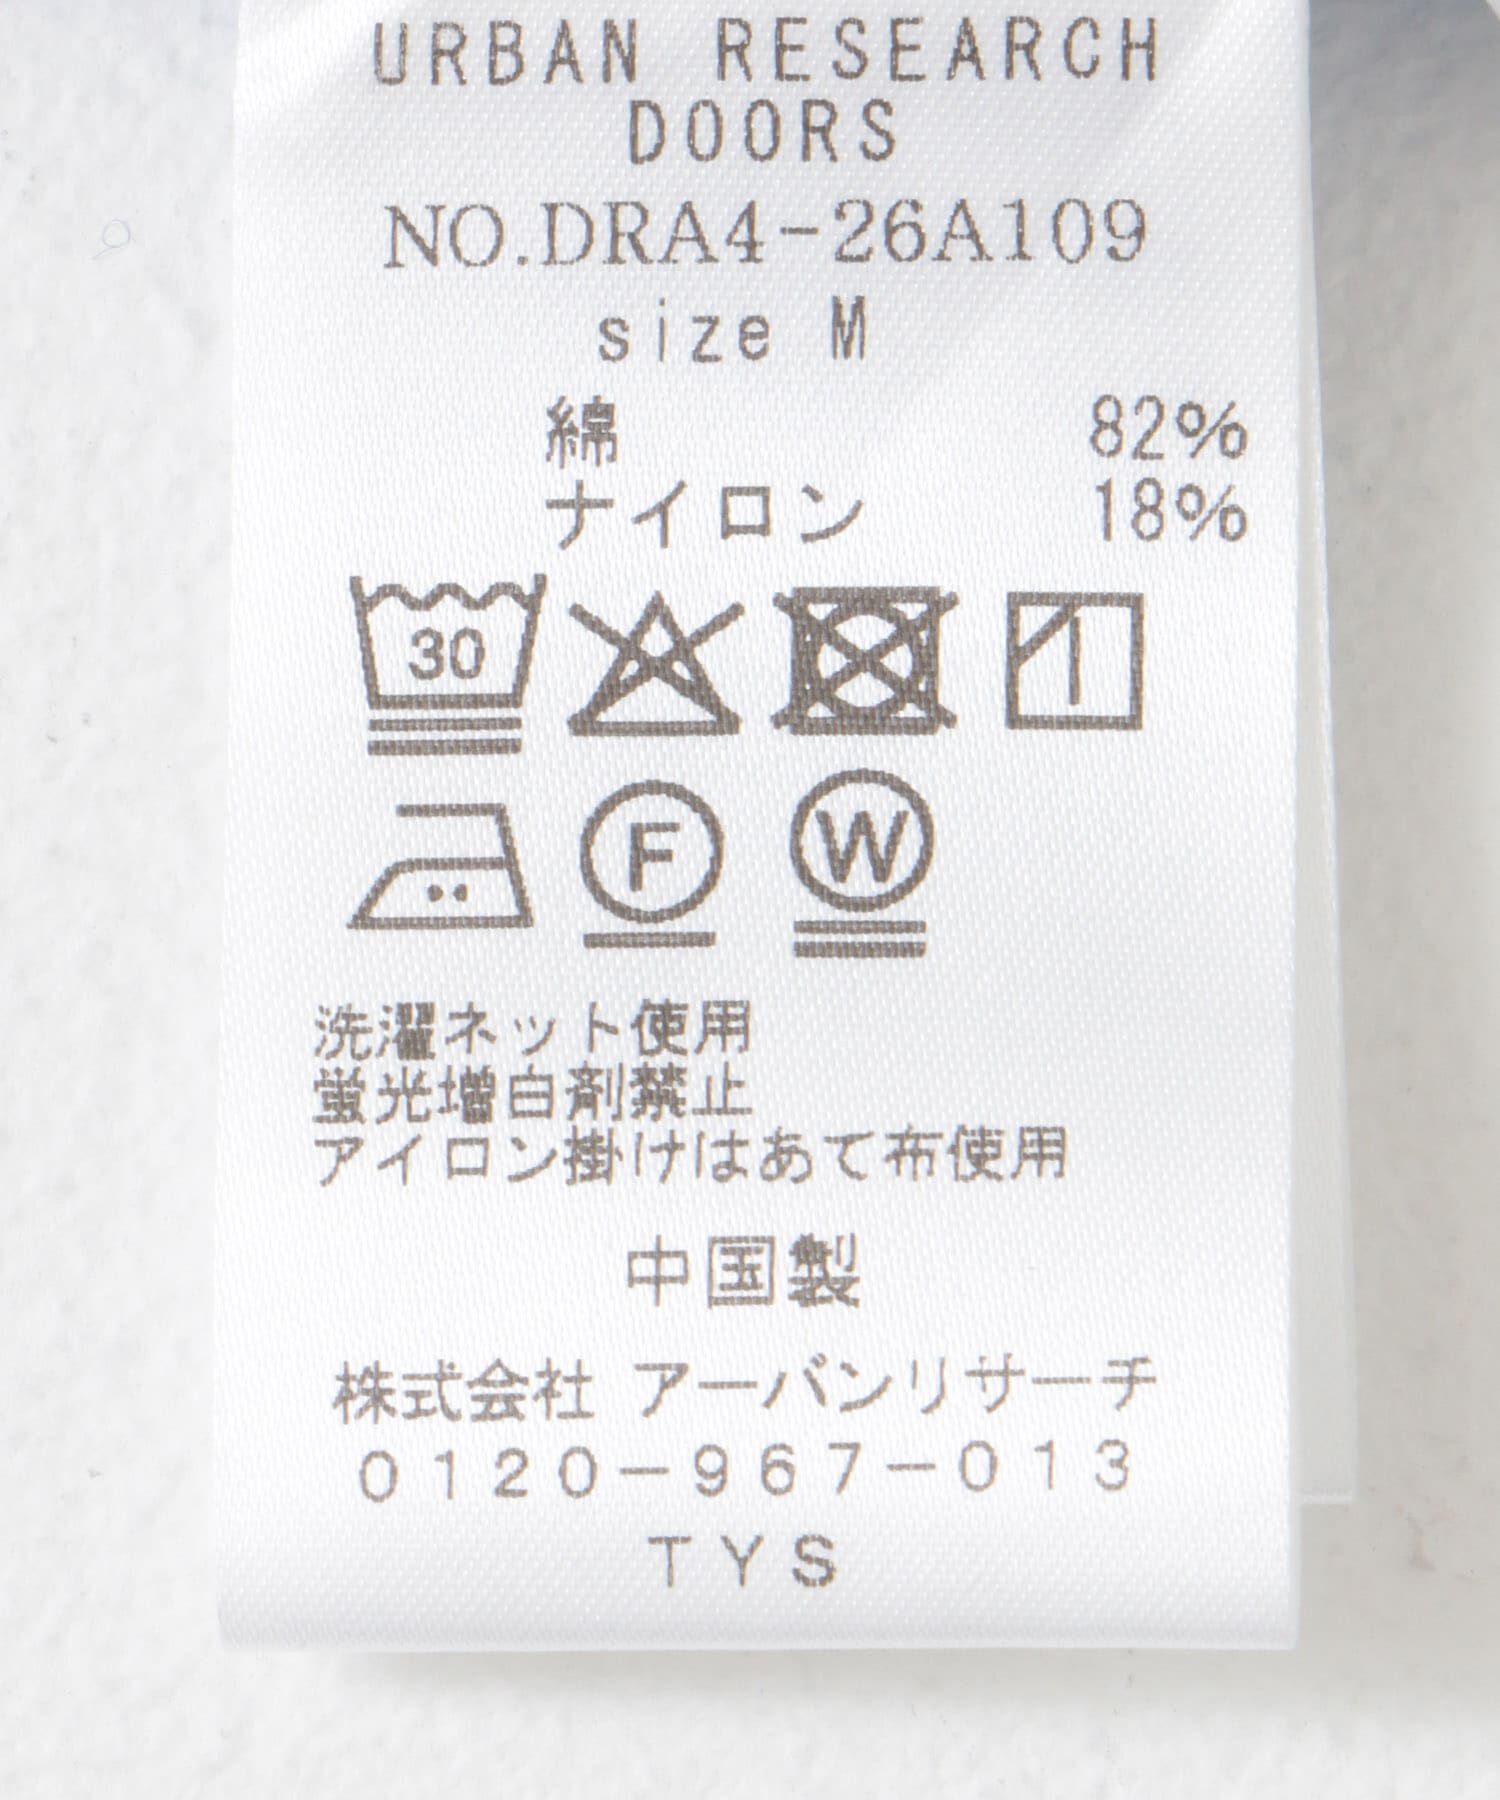 URBAN RESEARCH
DOORS
NO.DRA4-26A109
size M
綿 82%
ナイロン 18%
30
F
W
洗濯ネット使用
蛍光増白剤禁止
アイロン掛けはあて布使用
中国製
株式会社 アーバンリサーチ
0120-967-013
TYS